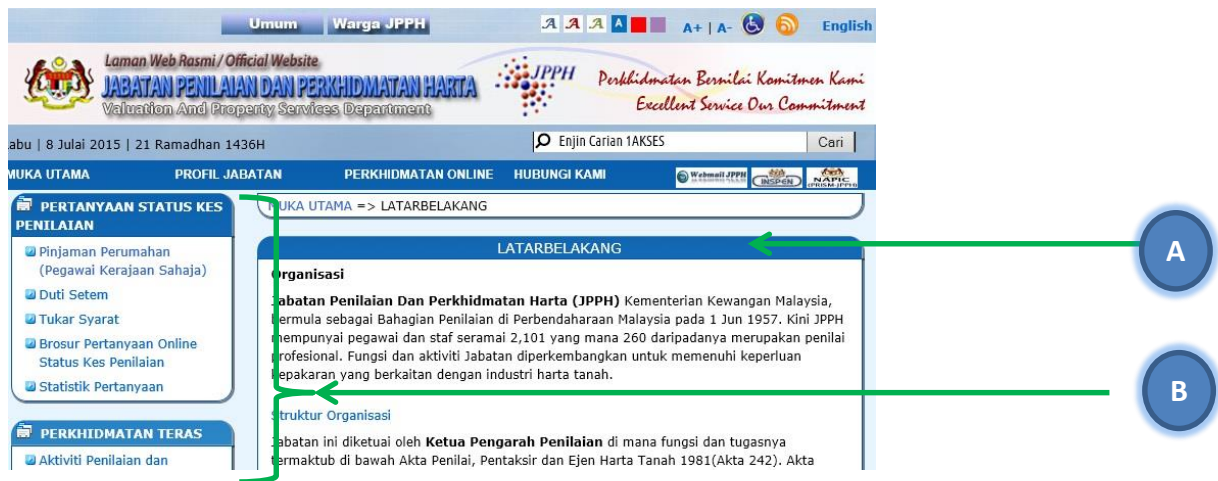 Umum Warga JPPH A A A A A+ | A- English
Laman Web Rasmi / Official Website
JABATAN PENILAIAN DAN PERKHIDMATAN HARTA
Valuation And Property Services Department
JPPH
Perkhidmatan Bernilai Komitmen Kami
Excellent Service Our Commitment
abu | 8 Julai 2015 | 21 Ramadhan 1436H
Enjin Carian 1AKSES Cari
MUKA UTAMA PROFIL JABATAN PERKHIDMATAN ONLINE HUBUNGI KAMI Webmail JPPH INSPEN NAPIC
PERTANYAAN STATUS KES
PENILAIAN
Pinjaman Perumahan
(Pegawai Kerajaan Sahaja)
Duti Setem
Tukar Syarat
Brosur Pertanyaan Online
Status Kes Penilaian
Statistik Pertanyaan
PERKHIDMATAN TERAS
Aktiviti Penilaian dan
MUKA UTAMA => LATARBELAKANG
LATARBELAKANG
Organisasi
Jabatan Penilaian Dan Perkhidmatan Harta (JPPH) Kementerian Kewangan Malaysia,
bermula sebagai Bahagian Penilaian di Perbendaharaan Malaysia pada 1 Jun 1957. Kini JPPH
mempunyai pegawai dan staf seramai 2,101 yang mana 260 daripadanya merupakan penilai
profesional. Fungsi dan aktiviti Jabatan diperkembangkan untuk memenuhi keperluan
kepakaran yang berkaitan dengan industri harta tanah.
Struktur Organisasi
Jabatan ini diketuai oleh Ketua Pengarah Penilaian di mana fungsi dan tugasnya
termaktub di bawah Akta Penilai, Pentaksir dan Ejen Harta Tanah 1981(Akta 242). Akta
A
B